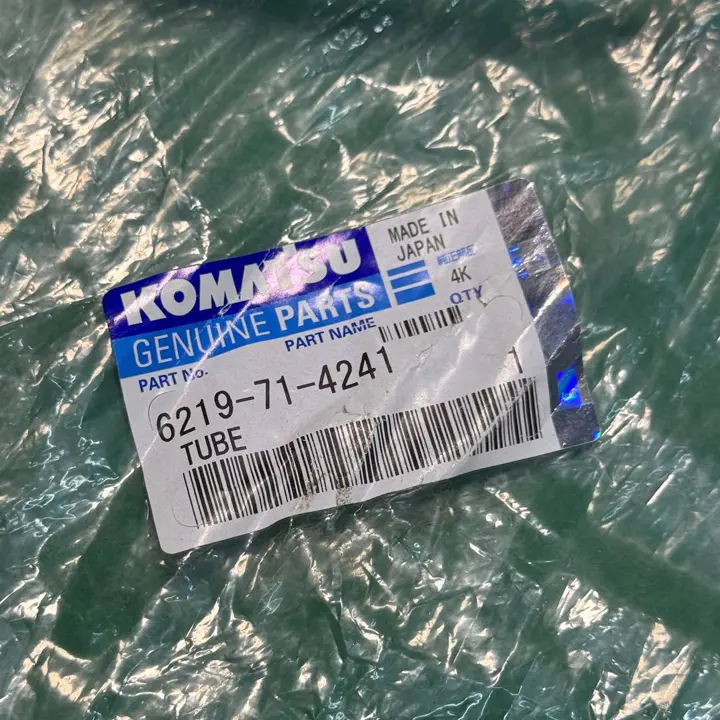 KOMATSU
GENUINE PARTS
MADE IN
JAPAN
4K
QTY
PART NAME
PART NO.
6219-71-4241
1
TUBE